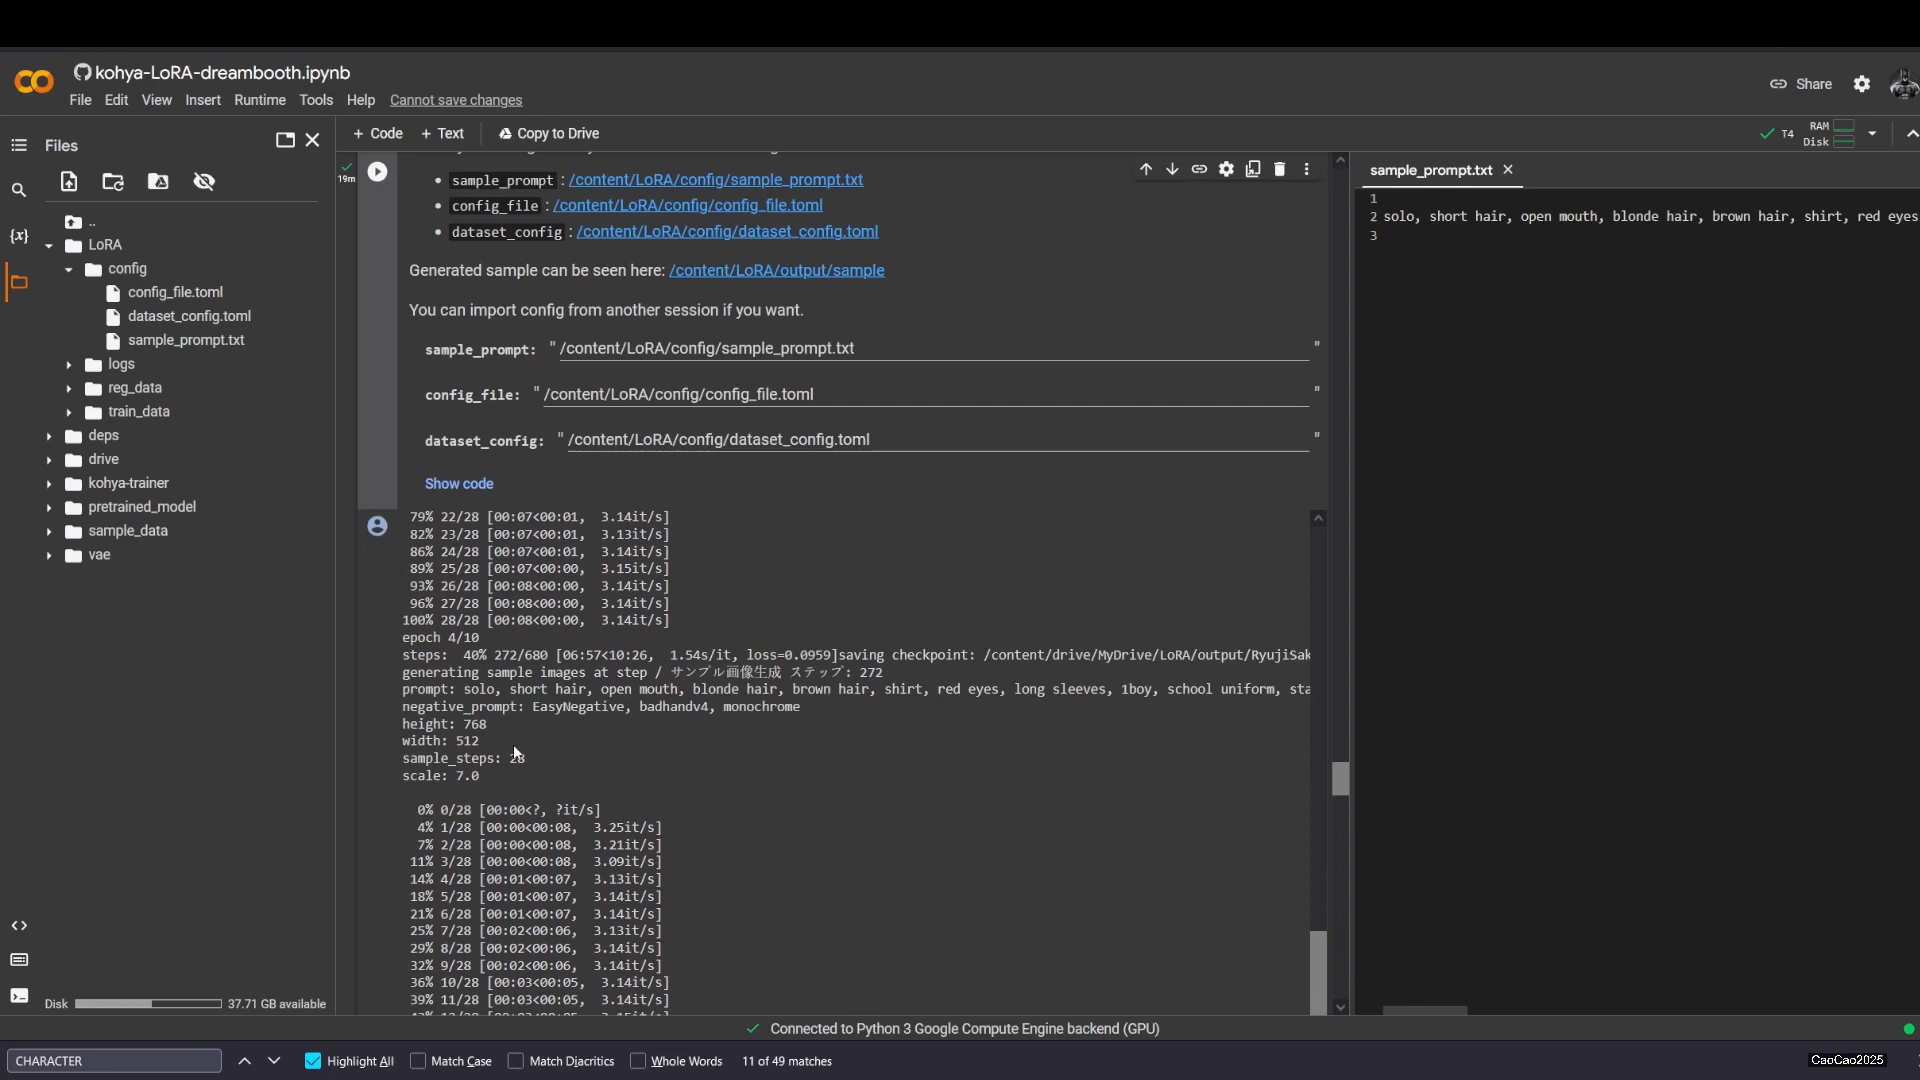 kohya-LoRA-dreambooth.ipynb
File Edit View Insert Runtime Tools Help Cannot save changes
Share
Files
+ Code + Text Copy to Drive
T4 RAM Disk
..
LoRA
config
config_file.toml
dataset_config.toml
sample_prompt.txt
logs
reg_data
train_data
deps
drive
kohya-trainer
pretrained_model
sample_data
vae
Disk 37.71 GB available
19m
sample_prompt : /content/LoRA/config/sample_prompt.txt
config_file : /content/LoRA/config/config_file.toml
dataset_config : /content/LoRA/config/dataset_config.toml
Generated sample can be seen here: /content/LoRA/output/sample
You can import config from another session if you want.
sample_prompt: "/content/LoRA/config/sample_prompt.txt "
config_file: "/content/LoRA/config/config_file.toml "
dataset_config: "/content/LoRA/config/dataset_config.toml "
Show code
79% 22/28 [00:07<00:01, 3.14it/s]
82% 23/28 [00:07<00:01, 3.13it/s]
86% 24/28 [00:07<00:01, 3.14it/s]
89% 25/28 [00:07<00:00, 3.15it/s]
93% 26/28 [00:08<00:00, 3.14it/s]
96% 27/28 [00:08<00:00, 3.14it/s]
100% 28/28 [00:08<00:00, 3.14it/s]
epoch 4/10
steps: 40% 272/680 [06:57<10:26, 1.54s/it, loss=0.0959]saving checkpoint: /content/drive/MyDrive/LoRA/output/RyujiSak
generating sample images at step / サンプル画像生成 ステップ: 272
prompt: solo, short hair, open mouth, blonde hair, brown hair, shirt, red eyes, long sleeves, 1boy, school uniform, sta
negative_prompt: EasyNegative, badhandv4, monochrome
height: 768
width: 512
sample_steps: 28
scale: 7.0
0% 0/28 [00:00<?, ?it/s]
4% 1/28 [00:00<00:08, 3.25it/s]
7% 2/28 [00:00<00:08, 3.21it/s]
11% 3/28 [00:00<00:08, 3.09it/s]
14% 4/28 [00:01<00:07, 3.13it/s]
18% 5/28 [00:01<00:07, 3.14it/s]
21% 6/28 [00:01<00:07, 3.14it/s]
25% 7/28 [00:02<00:06, 3.13it/s]
29% 8/28 [00:02<00:06, 3.14it/s]
32% 9/28 [00:02<00:06, 3.14it/s]
36% 10/28 [00:03<00:05, 3.14it/s]
39% 11/28 [00:03<00:05, 3.14it/s]
sample_prompt.txt
1
2 solo, short hair, open mouth, blonde hair, brown hair, shirt, red eyes
3
Connected to Python 3 Google Compute Engine backend (GPU)
CHARACTER Highlight All Match Case Match Diacritics Whole Words 11 of 49 matches
CaoCao2025